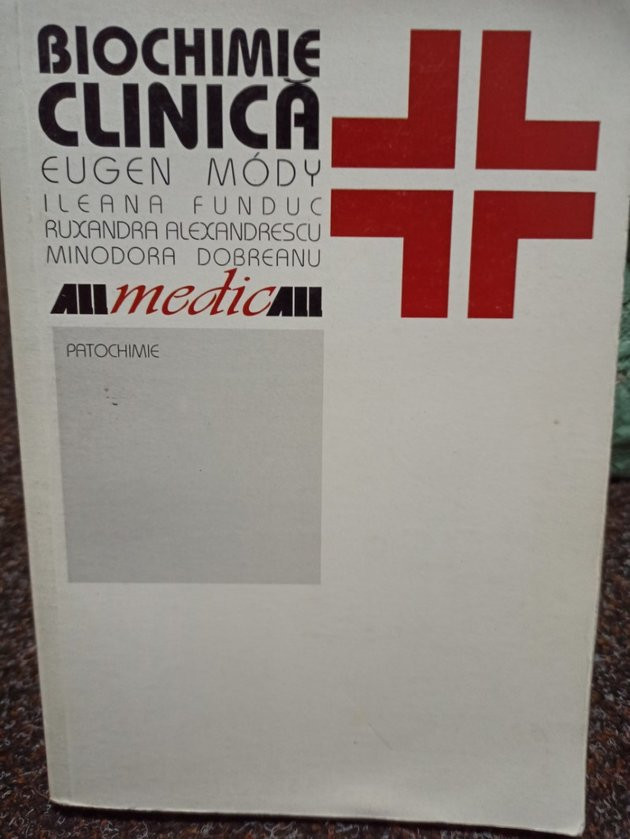 BIOCHIMIE
CLINICĂ
EUGEN MÓDY
ILEANA FUNDUC
RUXANDRA ALEXANDRESCU
MINODORA DOBREANU
ALL medic ALL
PATOCHIMIE